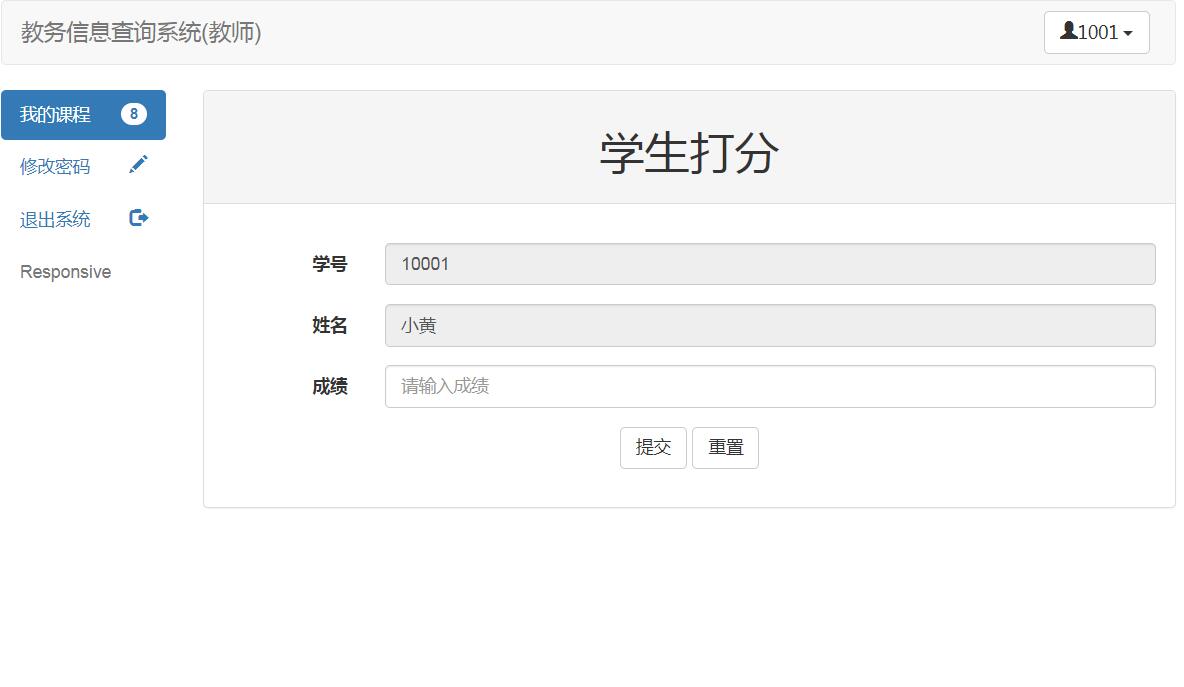 教务信息查询系统(教师)
1001
我的课程 8
修改密码
退出系统
Responsive
学生打分
学号 10001
姓名 小黄
成绩 请输入成绩
提交 重置